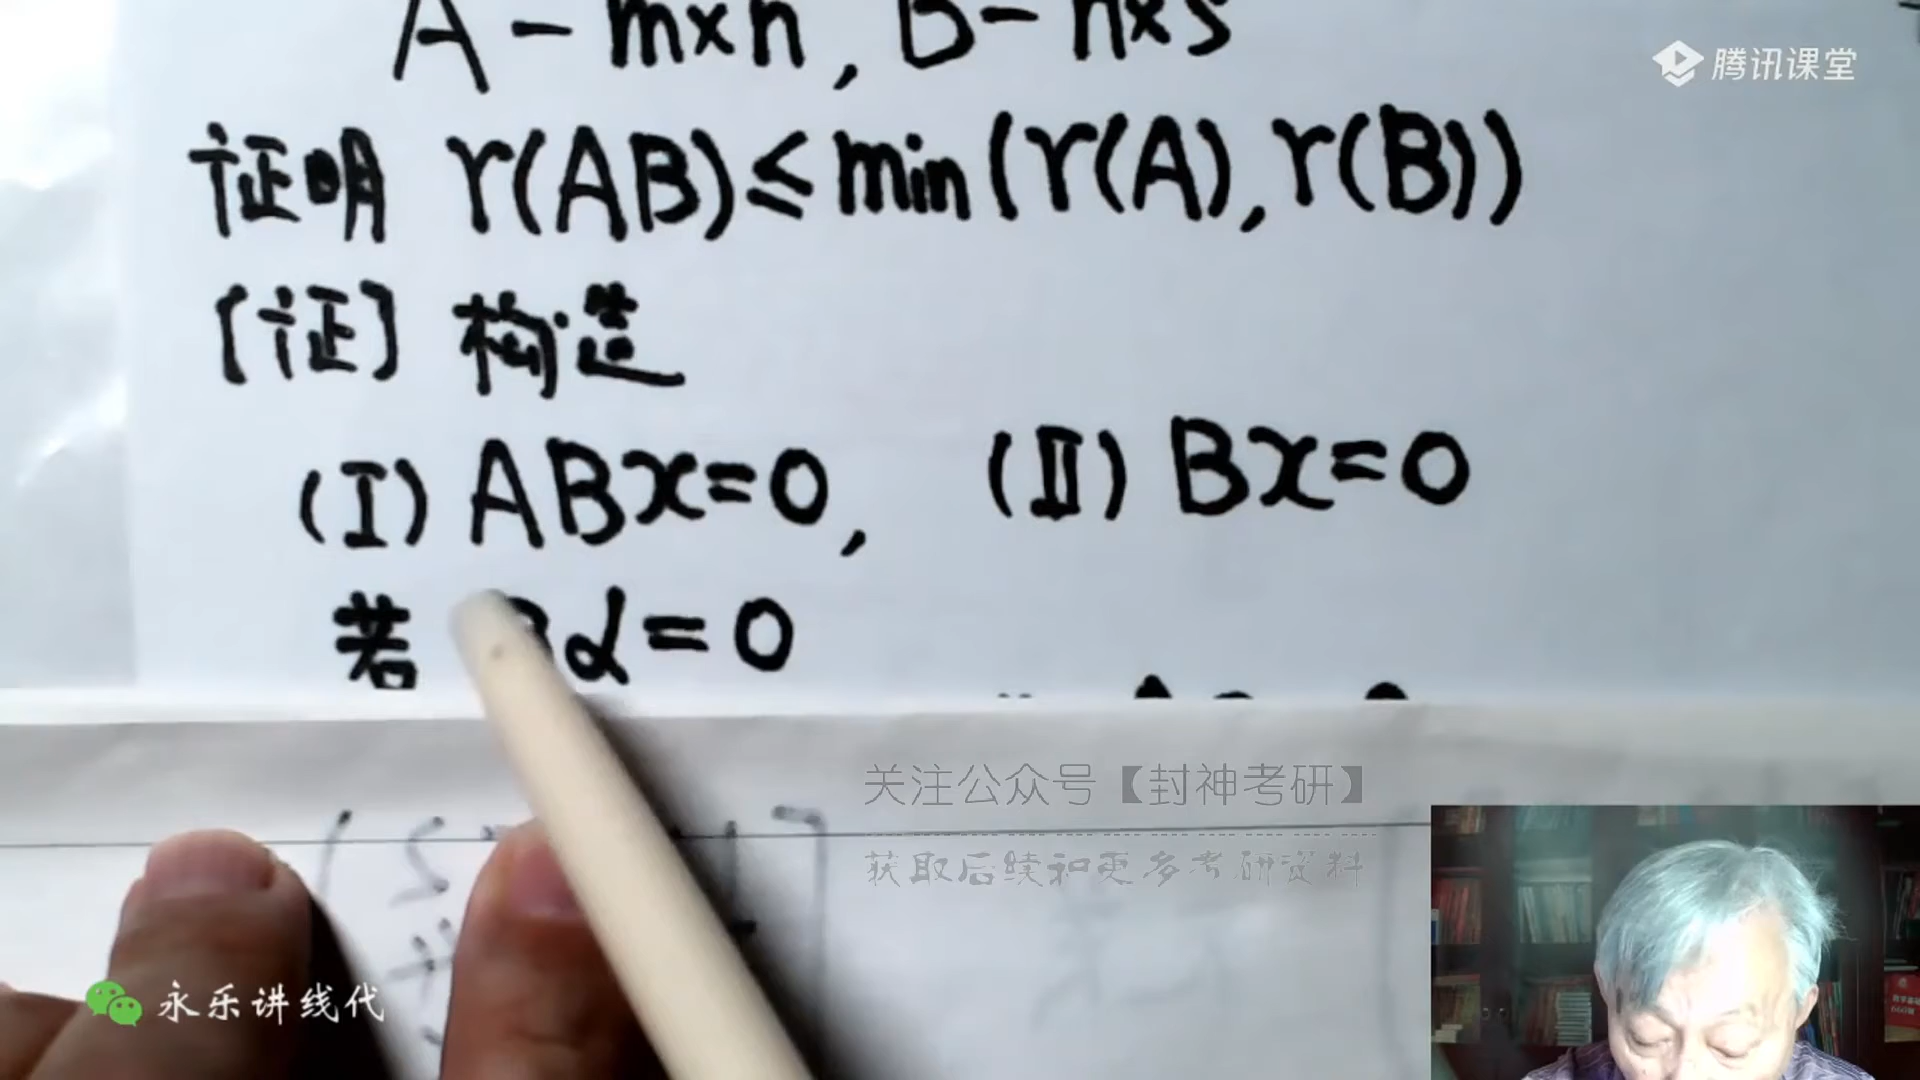 A-m×n, B-n×s
腾讯课堂
证明 r(AB)≤min(r(A),r(B))
[证] 构造
(I) ABx=0, (II) Bx=0
若 Bα=0
关注公众号【封神考研】
获取后续和更多考研资料
永乐讲线代